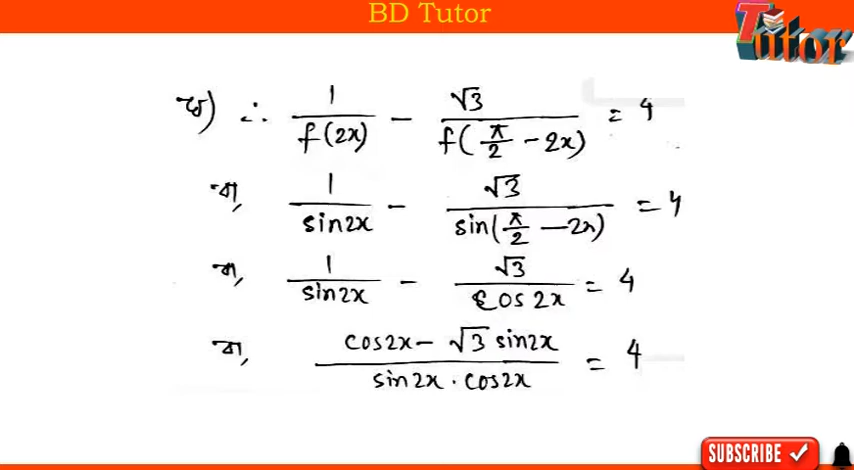 BD Tutor
Tutor
ঘ) ∴ 1/f(2x) − √3/f(π/2 − 2x) = 4
বা, 1/sin2x − √3/sin(π/2 − 2x) = 4
বা, 1/sin2x − √3/cos2x = 4
বা, cos2x − √3 sin2x/sin2x · cos2x = 4
SUBSCRIBE